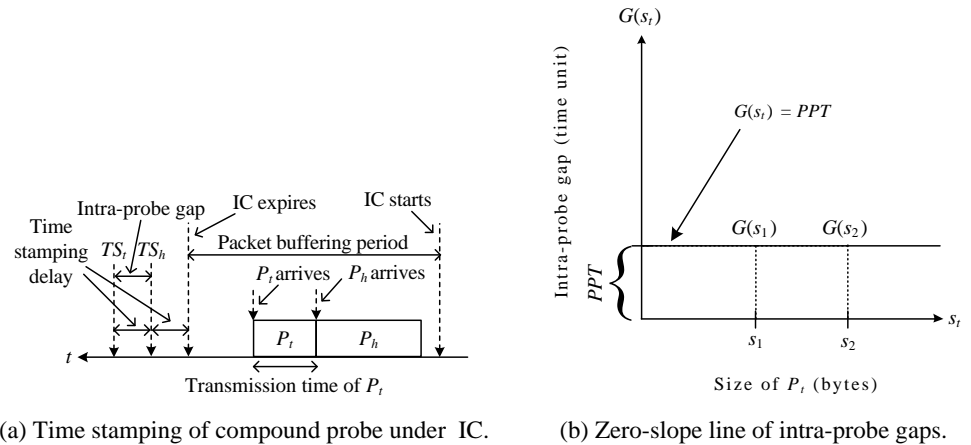 IC expires
IC starts
Intra-probe gap
Time stamping delay
TSₜ TSₕ
Packet buffering period
Pₜ arrives
Pₕ arrives
Pₜ
Pₕ
t
Transmission time of Pₜ
(a) Time stamping of compound probe under IC.
G(sₜ)
Intra-probe gap (time unit)
G(sₜ) = PPT
G(s₁)
G(s₂)
PPT
sₜ
s₁
s₂
Size of Pₜ (bytes)
(b) Zero-slope line of intra-probe gaps.